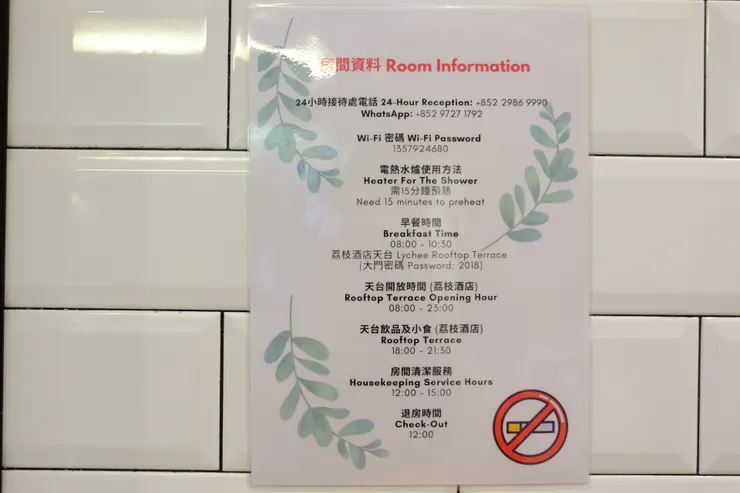 房間資料 Room Information
24小時接待處電話 24-Hour Reception: +852 2986 9990
WhatsApp: +852 9727 1792
Wi-Fi 密碼 Wi-Fi Password
1357924680
電熱水爐使用方法
Heater For The Shower
需15分鐘預熱
Need 15 minutes to preheat
早餐時間
Breakfast Time
08:00 - 10:30
荔枝酒店天台 Lychee Rooftop Terrace
(大門密碼 Password: 2018)
天台開放時間 (荔枝酒店)
Rooftop Terrace Opening Hour
08:00 - 23:00
天台飲品及小食 (荔枝酒店)
Rooftop Terrace
18:00 - 21:30
房間清潔服務
Housekeeping Service Hours
12:00 - 15:00
退房時間
Check-Out
12:00